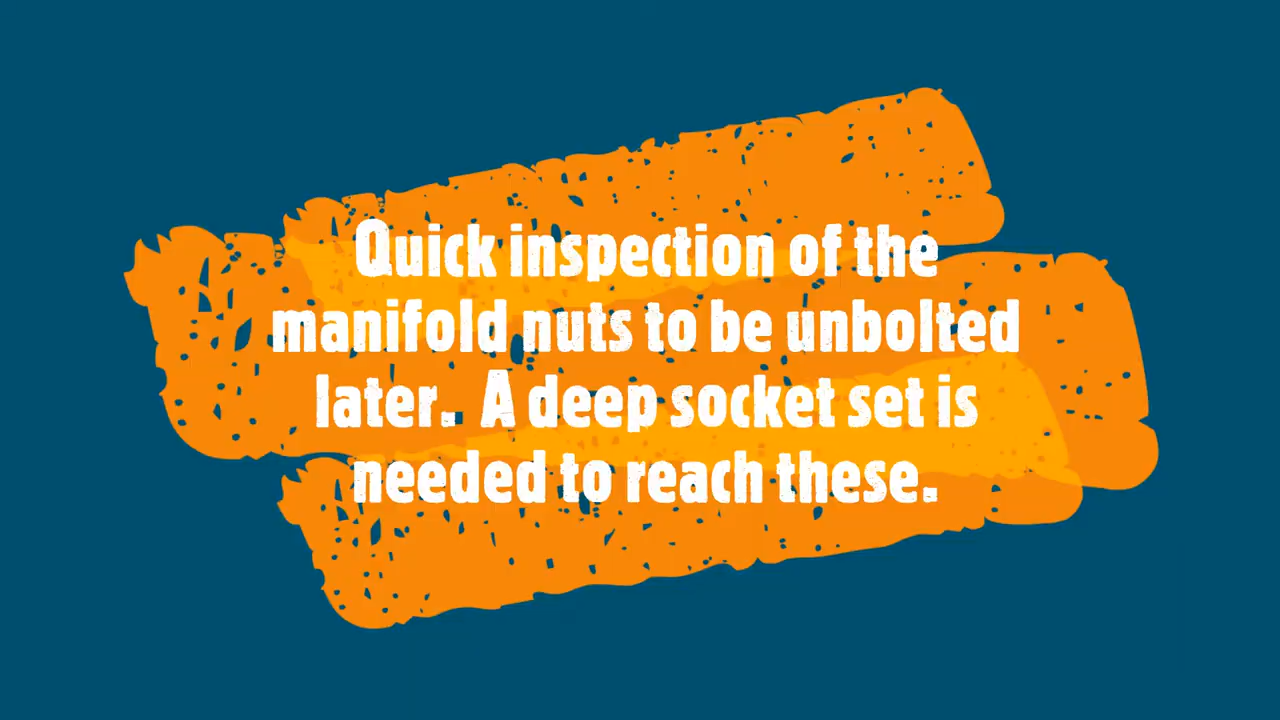 Quick inspection of the
manifold nuts to be unbolted
later.  A deep socket set is
needed to reach these.